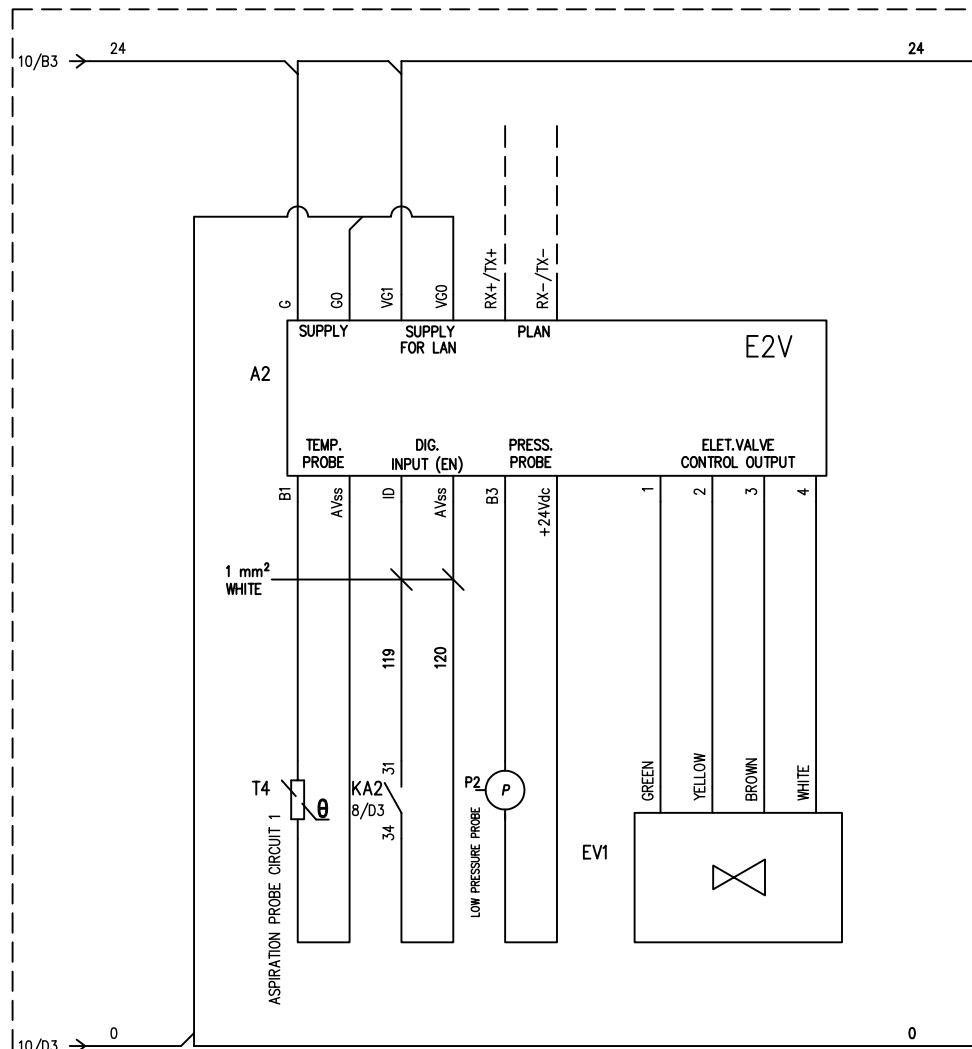 24
24
10/B3
G
G0
VG1
VG0
RX+/TX+
RX-/TX-
SUPPLY
SUPPLY
FOR LAN
PLAN
E2V
A2
TEMP.
PROBE
DIG.
INPUT (EN)
PRESS.
PROBE
ELET.VALVE
CONTROL OUTPUT
B1
AVss
ID
AVss
B3
+24Vdc
1
2
3
4
1 mm²
WHITE
119
120
GREEN
YELLOW
BROWN
WHITE
T4
θ
ASPIRATION PROBE CIRCUIT 1
31
KA2
8/D3
34
P2
P
LOW PRESSURE PROBE
EV1
0
0
10/D3